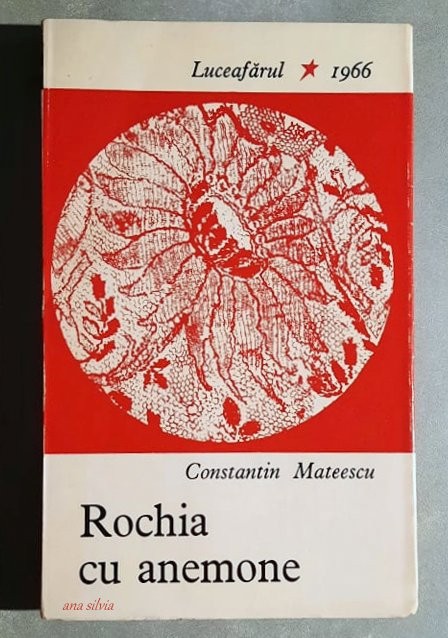 Luceafărul ★ 1966
Constantin Mateescu
Rochia
cu anemone
ana silvia